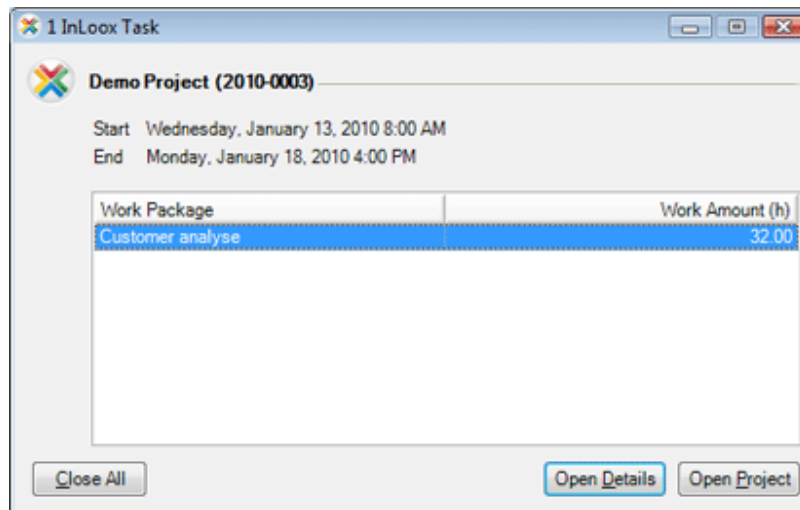 1 InLoox Task
Demo Project (2010-0003)
Start Wednesday, January 13, 2010 8:00 AM
End Monday, January 18, 2010 4:00 PM
Work Package Work Amount (h)
Customer analyse 32.00
Close All Open Details Open Project